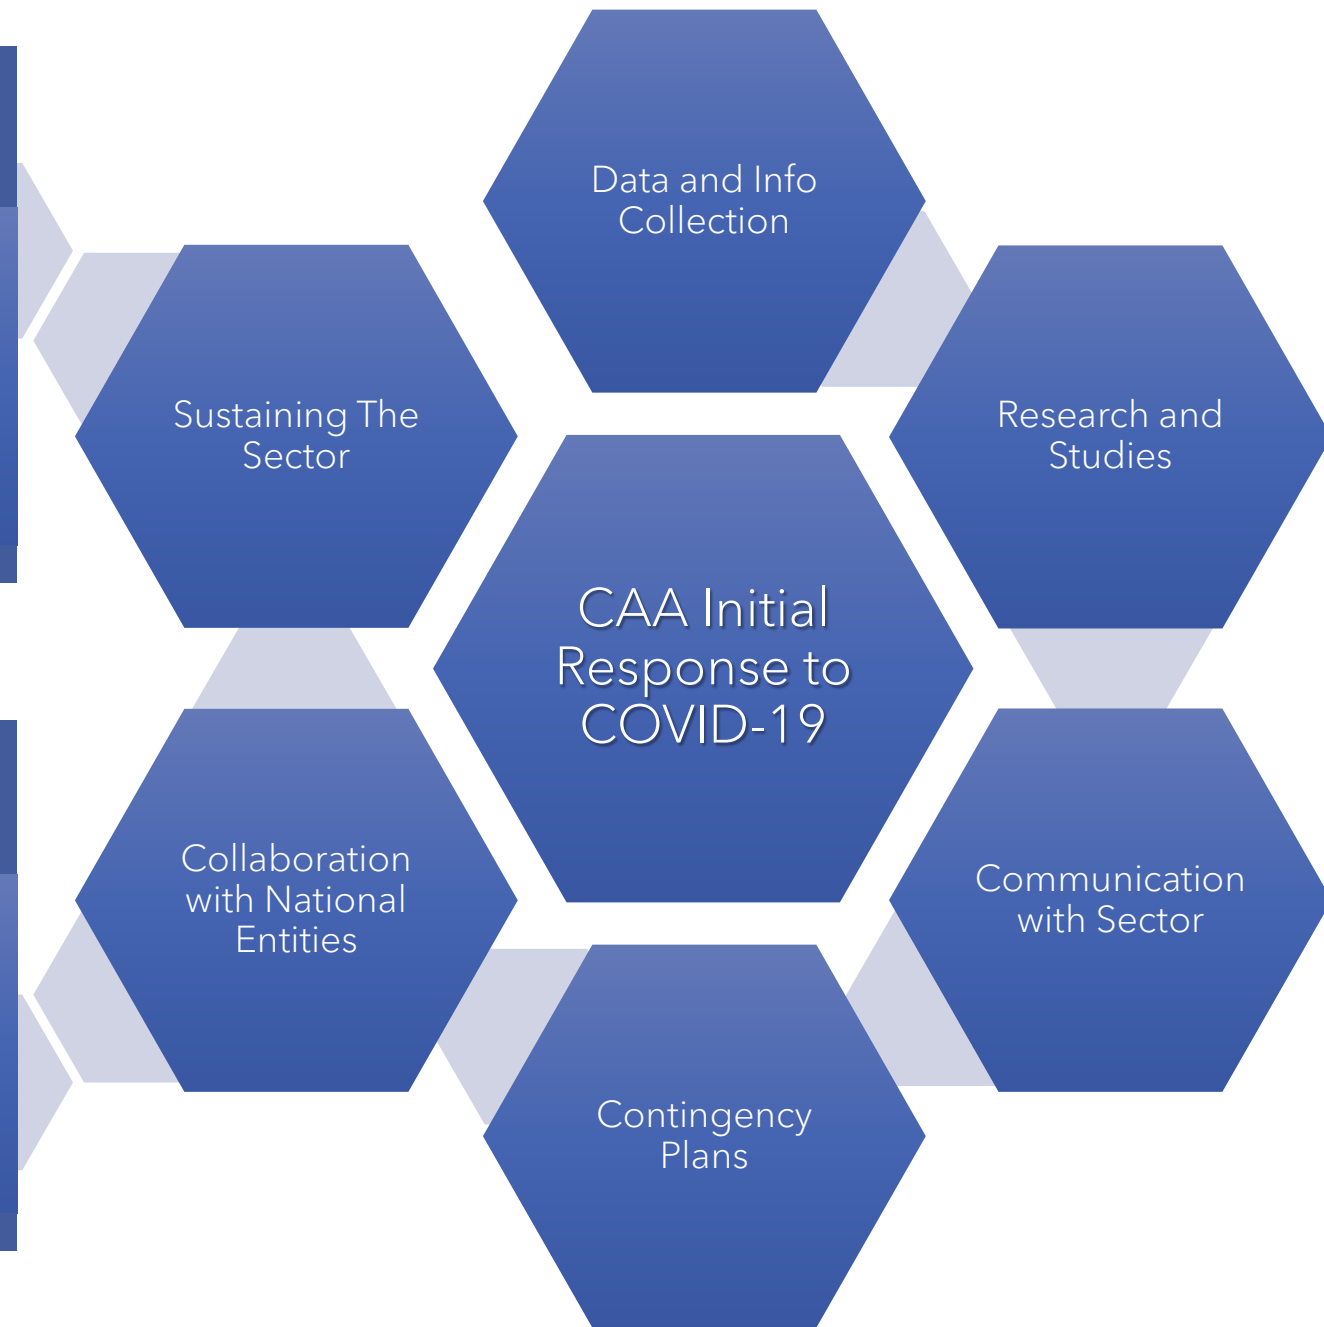 Data and Info
Collection
Research and
Studies
Communication
with Sector
Contingency
Plans
Collaboration
with National
Entities
Sustaining The
Sector
CAA Initial
Response to
COVID-19